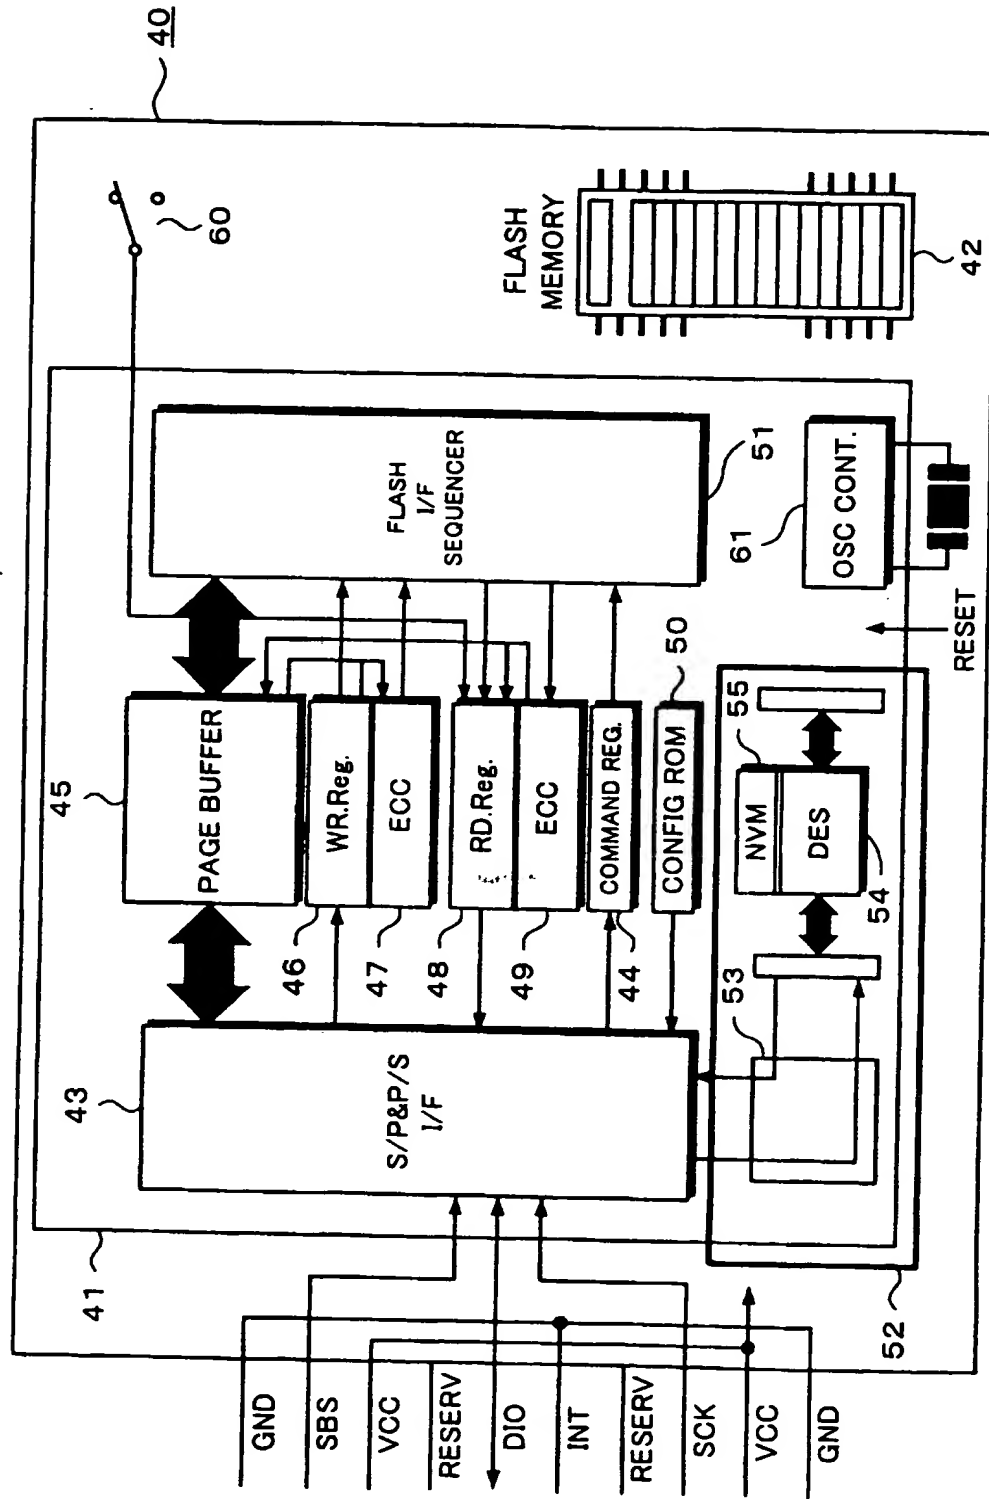 40
60
FLASH
MEMORY
42
41
43
S/P&P/S
I/F
45
PAGE BUFFER
46
WR.Reg.
47
ECC
48
RD.Reg.
49
ECC
44
COMMAND REG.
50
CONFIG ROM
FLASH
I/F
SEQUENCER
51
61
OSC CONT.
RESET
52
53
NVM
55
DES
54
GND
SBS
VCC
RESERV
DIO
INT
RESERV
SCK
VCC
GND